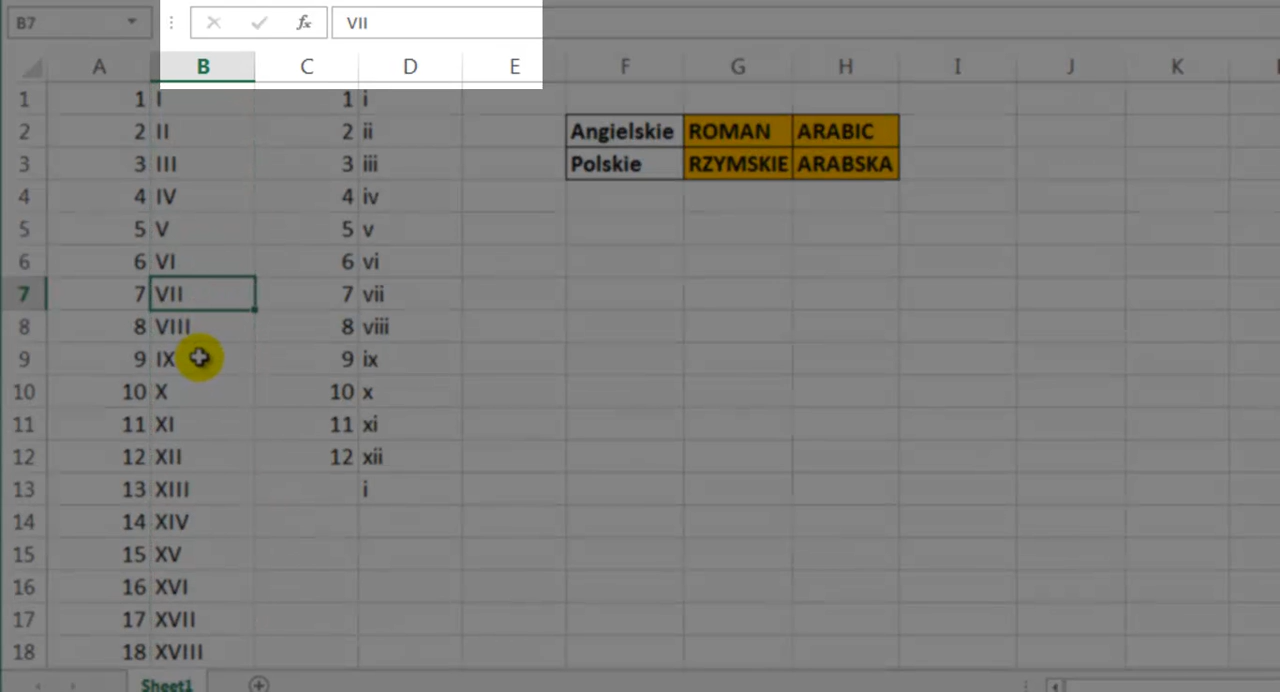 B7 fx VII
A B C D E F G H I J K
1 1 I 1 i
2 2 II 2 ii Angielskie ROMAN ARABIC
3 3 III 3 iii Polskie RZYMSKIE ARABSKA
4 4 IV 4 iv
5 5 V 5 v
6 6 VI 6 vi
7 7 VII 7 vii
8 8 VIII 8 viii
9 9 IX 9 ix
10 10 X 10 x
11 11 XI 11 xi
12 12 XII 12 xii
13 13 XIII i
14 14 XIV
15 15 XV
16 16 XVI
17 17 XVII
18 18 XVIII
Sheet1